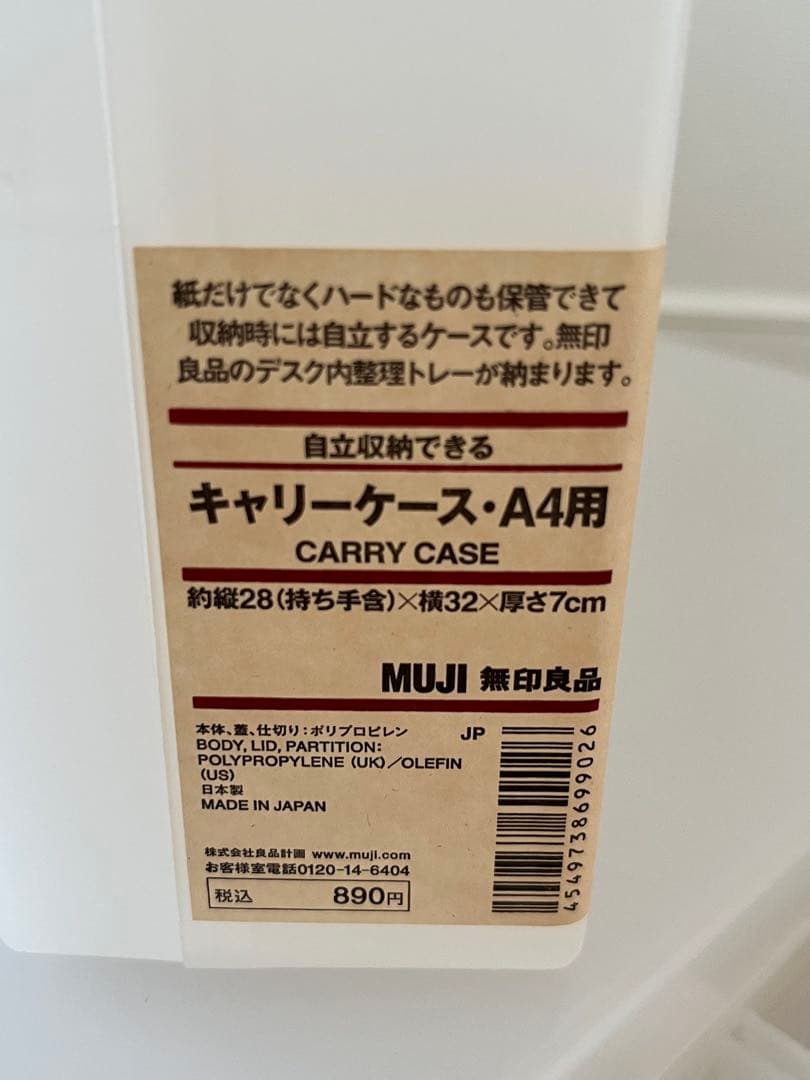 紙だけでなくハードなものも保管できて
収納時には自立するケースです。無印
良品のデスク内整理トレーが納まります。
自立収納できる
キャリーケース・A4用
CARRY CASE
約縦28(持ち手含)×横32×厚さ7cm
MUJI 無印良品
本体、蓋、仕切り:ポリプロピレン
BODY, LID, PARTITION:
POLYPROPYLENE (UK)/OLEFIN
(US)
日本製
MADE IN JAPAN
JP
4549738699026
株式会社良品計画 www.muji.com
お客様室電話0120-14-6404
税込 890円